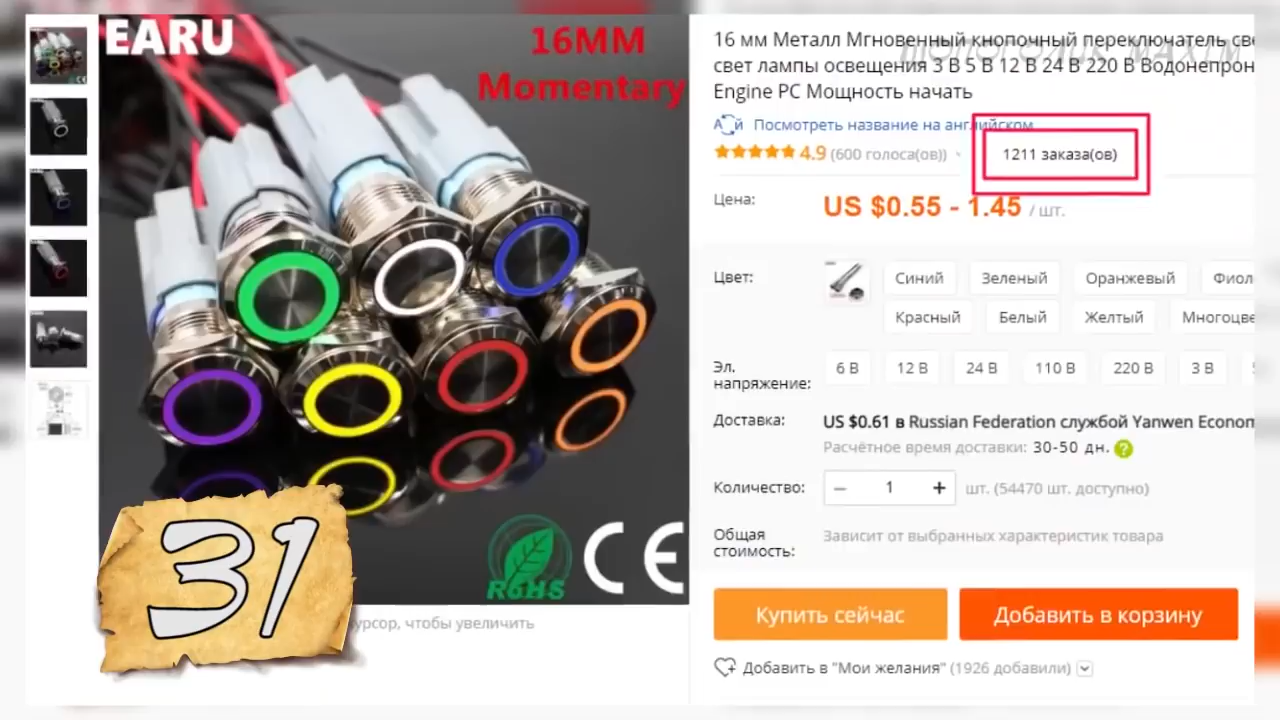 EARU
16MM
Momentary
RoHS
CE
31
курсор, чтобы увеличить
16 мм Металл Мгновенный кнопочный переключатель све
свет лампы освещения 3 В 5 В 12 В 24 В 220 В Водонепрон
Engine PC Мощность начать
Посмотреть название на английском
4.9 (600 голоса(ов)) 1211 заказа(ов)
Цена: US $0.55 - 1.45 / шт.
Цвет: Синий Зеленый Оранжевый Фиол
Красный Белый Желтый Многоцве
Эл. напряжение: 6 В 12 В 24 В 110 В 220 В 3 В
Доставка: US $0.61 в Russian Federation службой Yanwen Econom
Расчётное время доставки: 30-50 дн. ?
Количество: − 1 + шт. (54470 шт. доступно)
Общая стоимость: Зависит от выбранных характеристик товара
Купить сейчас Добавить в корзину
Добавить в "Мои желания" (1926 добавили)